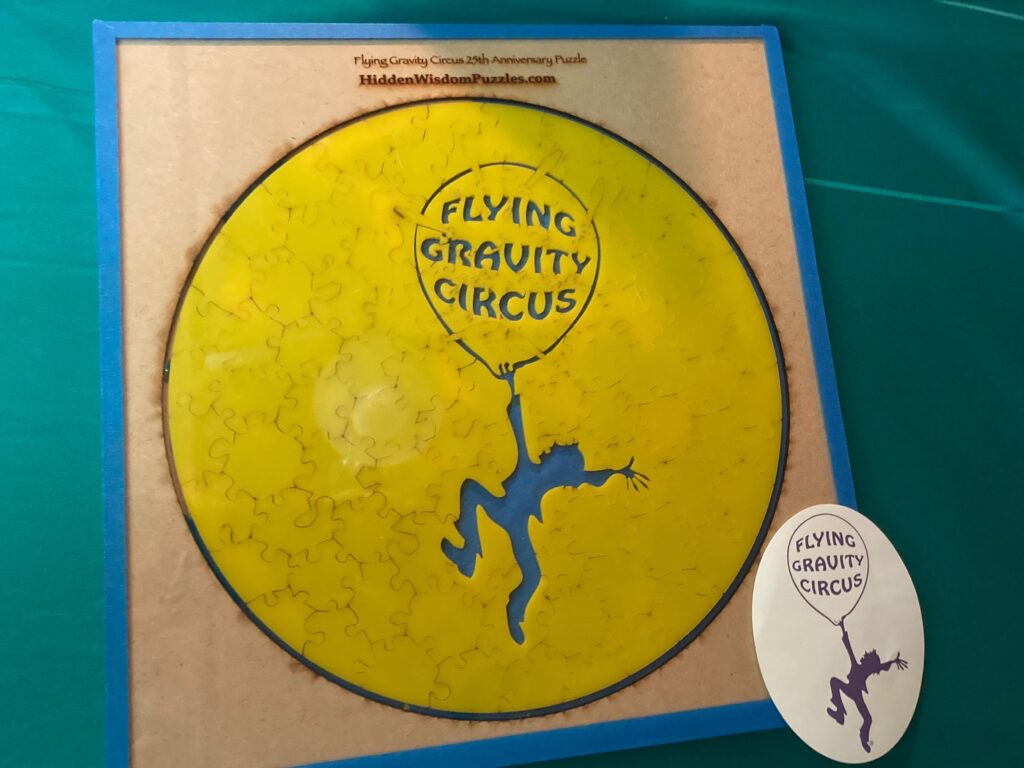 Flying Gravity Circus 25th Anniversary Puzzle
HiddenWisdomPuzzles.com
FLYING
GRAVITY
CIRCUS
FLYING
GRAVITY
CIRCUS